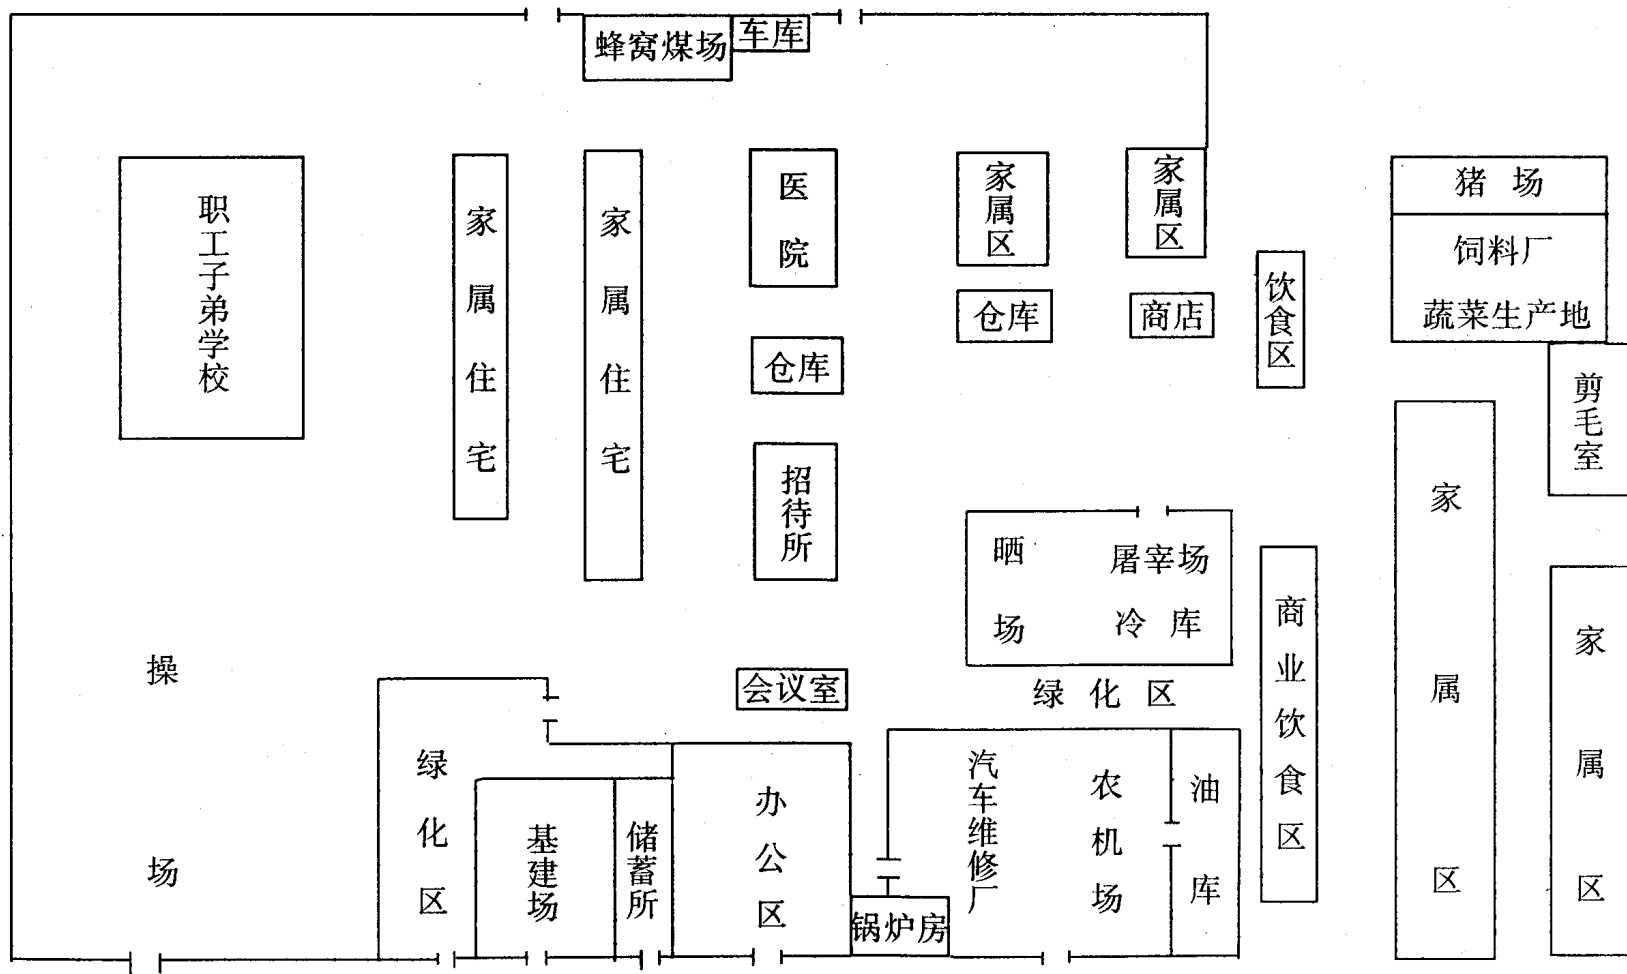 蜂窝煤场
车库
职工子弟学校
家属住宅
家属住宅
医院
家属区
家属区
猪场
饲料厂
蔬菜生产地
仓库
商店
饮食区
仓库
剪毛室
招待所
家属区
晒场
屠宰场
冷库
商业饮食区
家属区
操场
会议室
绿化区
绿化区
基建场
储蓄所
办公区
锅炉房
汽车维修厂
农机场
油库